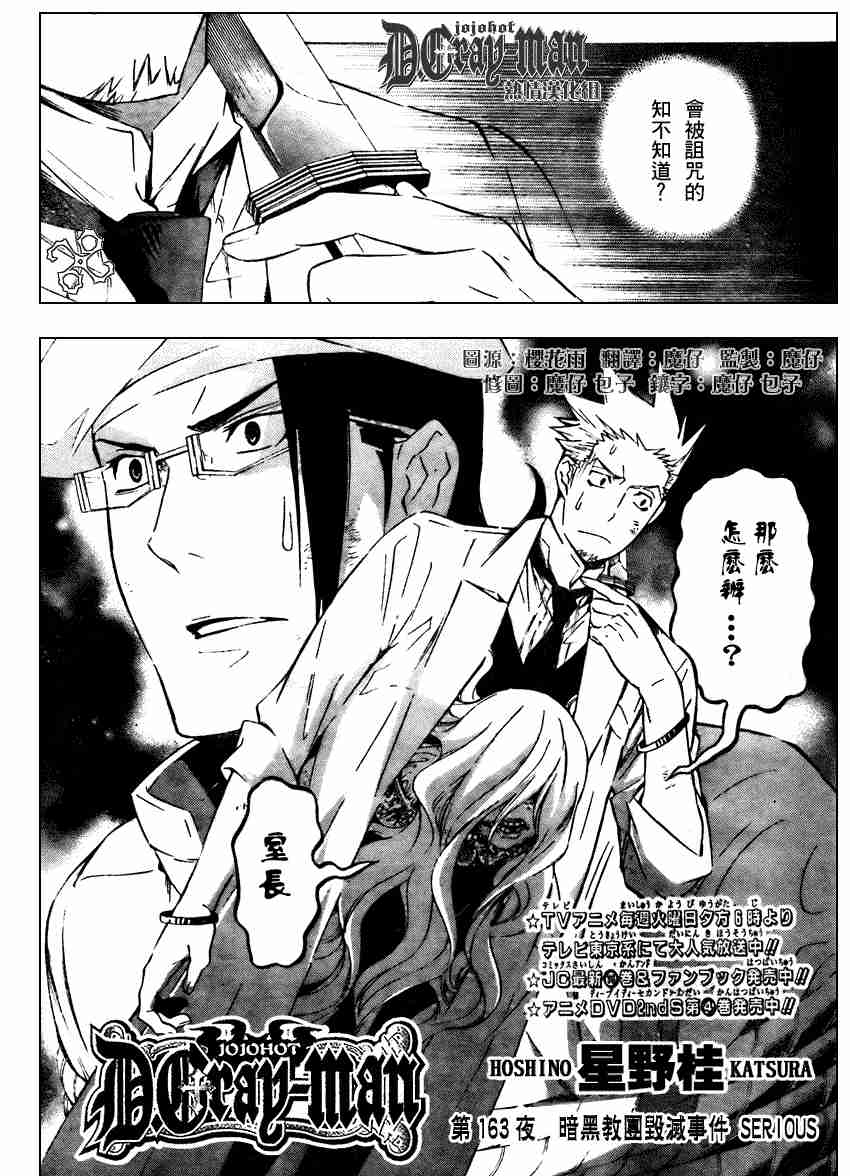 jojohot
D.Gray-man
熱情漢化組
會被詛咒的
知不知道？
圖源：櫻花雨 翻譯：魔仔 監製：魔仔
修圖：魔仔 包子 鑲字：魔仔 包子
那麼
怎麼辦…？
室長
☆TVアニメ毎週火曜日夕方6時より
テレビ東京系にて大人気放送中!!
☆JC最新巻&ファンブック発売中!!
☆アニメDVD2ndS第④巻発売中!!
JOJOHOT
D.Gray-man
HOSHINO 星野桂 KATSURA
第163夜 暗黑教團毀滅事件 SERIOUS